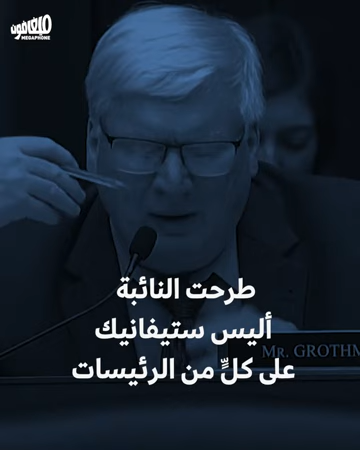 ميغافون
MEGAPHONE
طرحت النائبة
أليس ستيفانيك
على كلٍّ من الرئيسات
MR. GROTHM